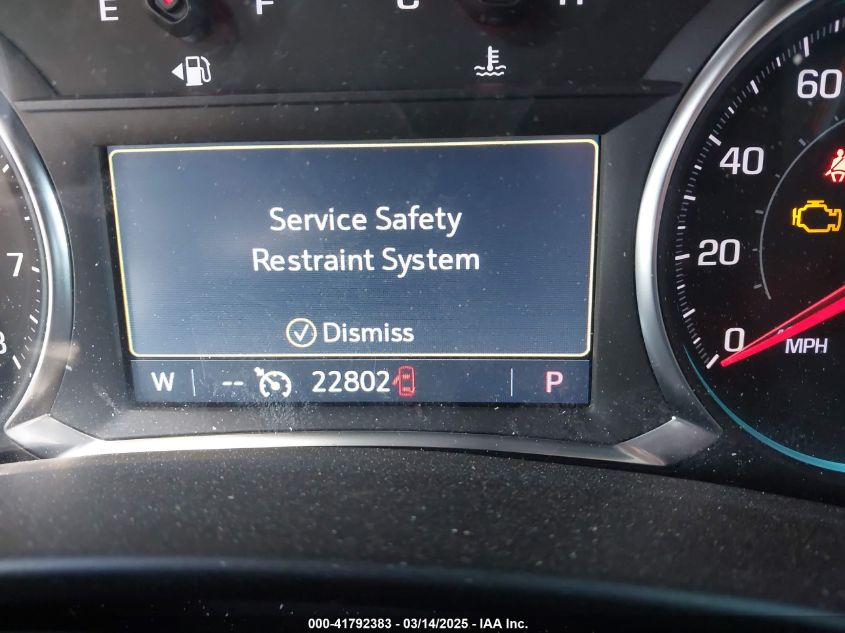 E F C H
60
40
20
0
MPH
7
8
Service Safety
Restraint System
Dismiss
W -- 22802 P
000-41792383 / 03/14/2025 - IAA Inc.